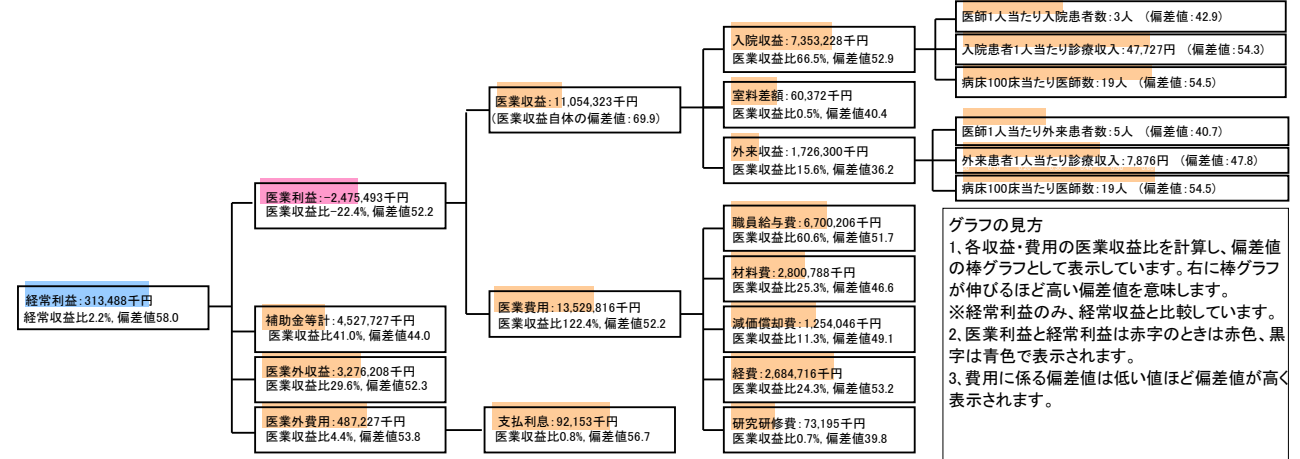 経常利益:313,488千円
経常収益比2.2%, 偏差値58.0
医業利益:-2,475,493千円
医業収益比-22.4%, 偏差値52.2
補助金等計:4,527,727千円
医業収益比41.0%, 偏差値44.0
医業外収益:3,276,208千円
医業収益比29.6%, 偏差値52.3
医業外費用:487,227千円
医業収益比4.4%, 偏差値53.8
支払利息:92,153千円
医業収益比0.8%, 偏差値56.7
医業収益:11,054,323千円
(医業収益自体の偏差値:69.9)
医業費用:13,529,816千円
医業収益比122.4%, 偏差値52.2
入院収益:7,353,228千円
医業収益比66.5%, 偏差値52.9
室料差額:60,372千円
医業収益比0.5%, 偏差値40.4
外来収益:1,726,300千円
医業収益比15.6%, 偏差値36.2
職員給与費:6,700,206千円
医業収益比60.6%, 偏差値51.7
材料費:2,800,788千円
医業収益比25.3%, 偏差値46.6
減価償却費:1,254,046千円
医業収益比11.3%, 偏差値49.1
経費:2,684,716千円
医業収益比24.3%, 偏差値53.2
研究研修費:73,195千円
医業収益比0.7%, 偏差値39.8
医師1人当たり入院患者数:3人 (偏差値:42.9)
入院患者1人当たり診療収入:47,727円 (偏差値:54.3)
病床100床当たり医師数:19人 (偏差値:54.5)
医師1人当たり外来患者数:5人 (偏差値:40.7)
外来患者1人当たり診療収入:7,876円 (偏差値:47.8)
病床100床当たり医師数:19人 (偏差値:54.5)
グラフの見方
1、各収益・費用の医業収益比を計算し、偏差値
の棒グラフとして表示しています。右に棒グラフ
が伸びるほど高い偏差値を意味します。
※経常利益のみ、経常収益と比較しています。
2、医業利益と経常利益は赤字のときは赤色、黒
字は青色で表示されます。
3、費用に係る偏差値は低い値ほど偏差値が高く
表示されます。